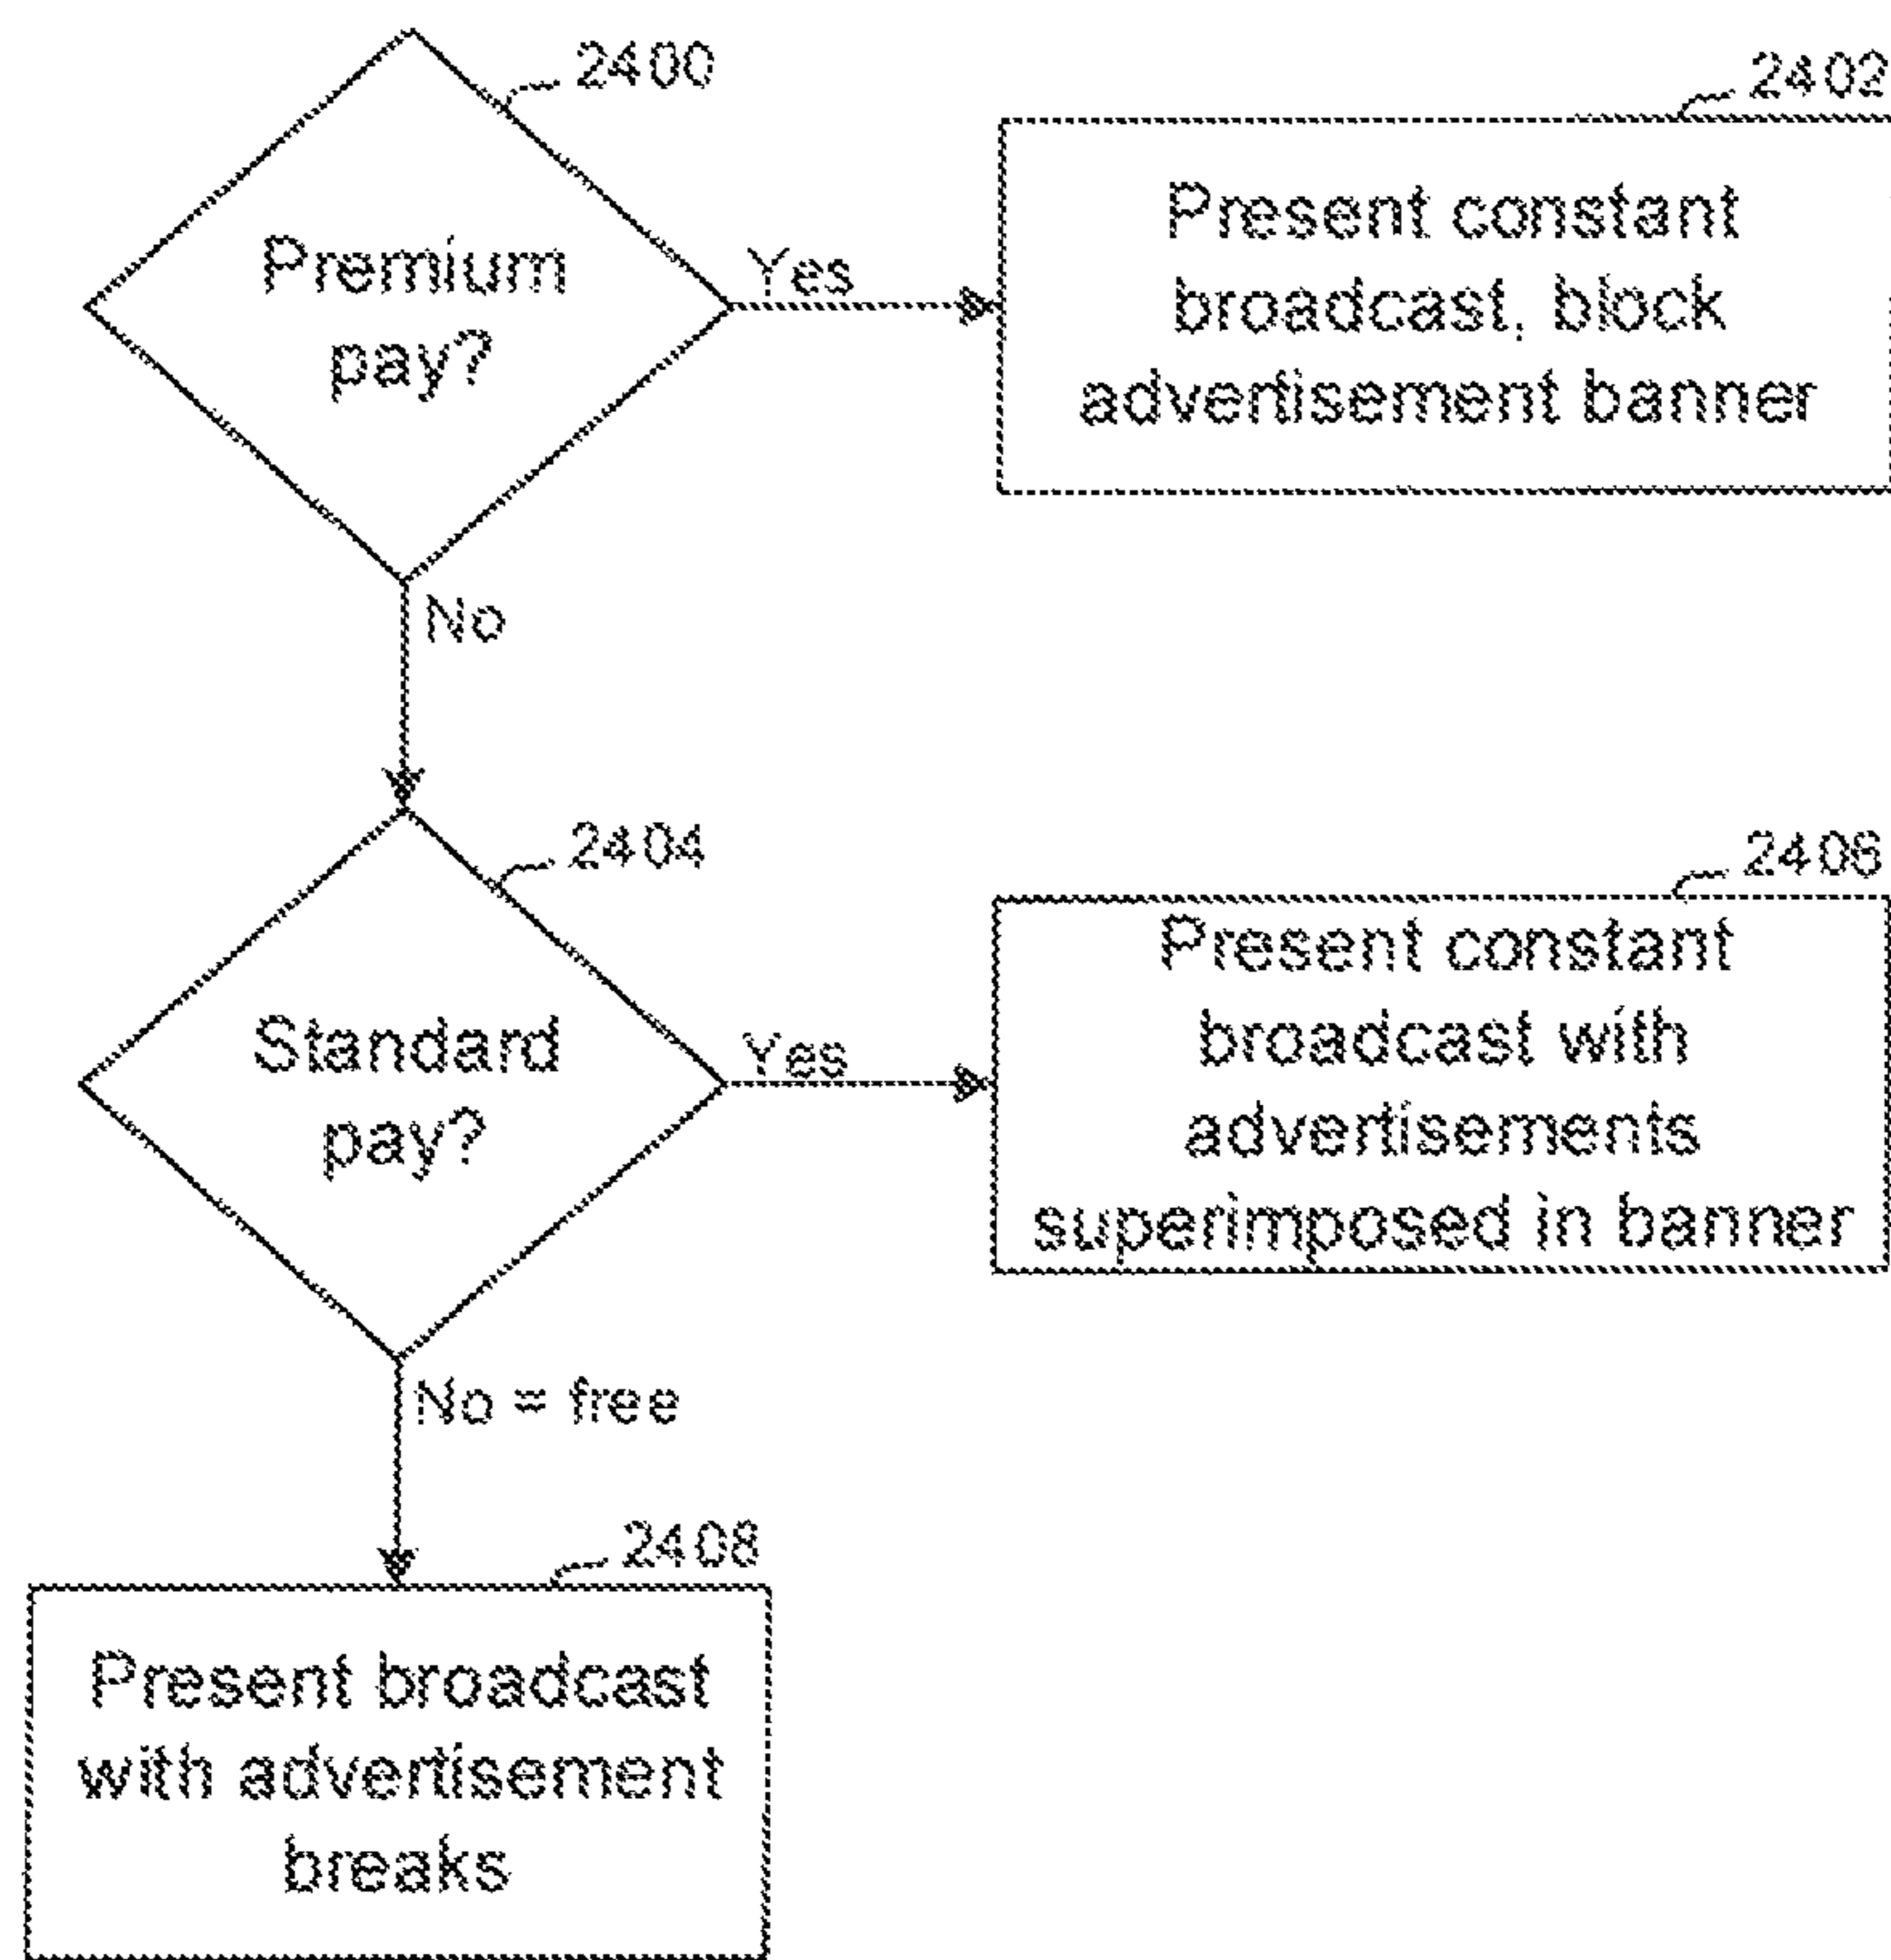 2400
Premium
pay?
Yes
2402
Present constant
broadcast, block
advertisement banner
No
2404
Standard
pay?
Yes
2406
Present constant
broadcast with
advertisements
superimposed in banner
No = free
2408
Present broadcast
with advertisement
breaks